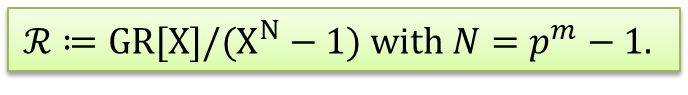 ℛ ≔ GR[X]/(X^N − 1) with N = p^m − 1.